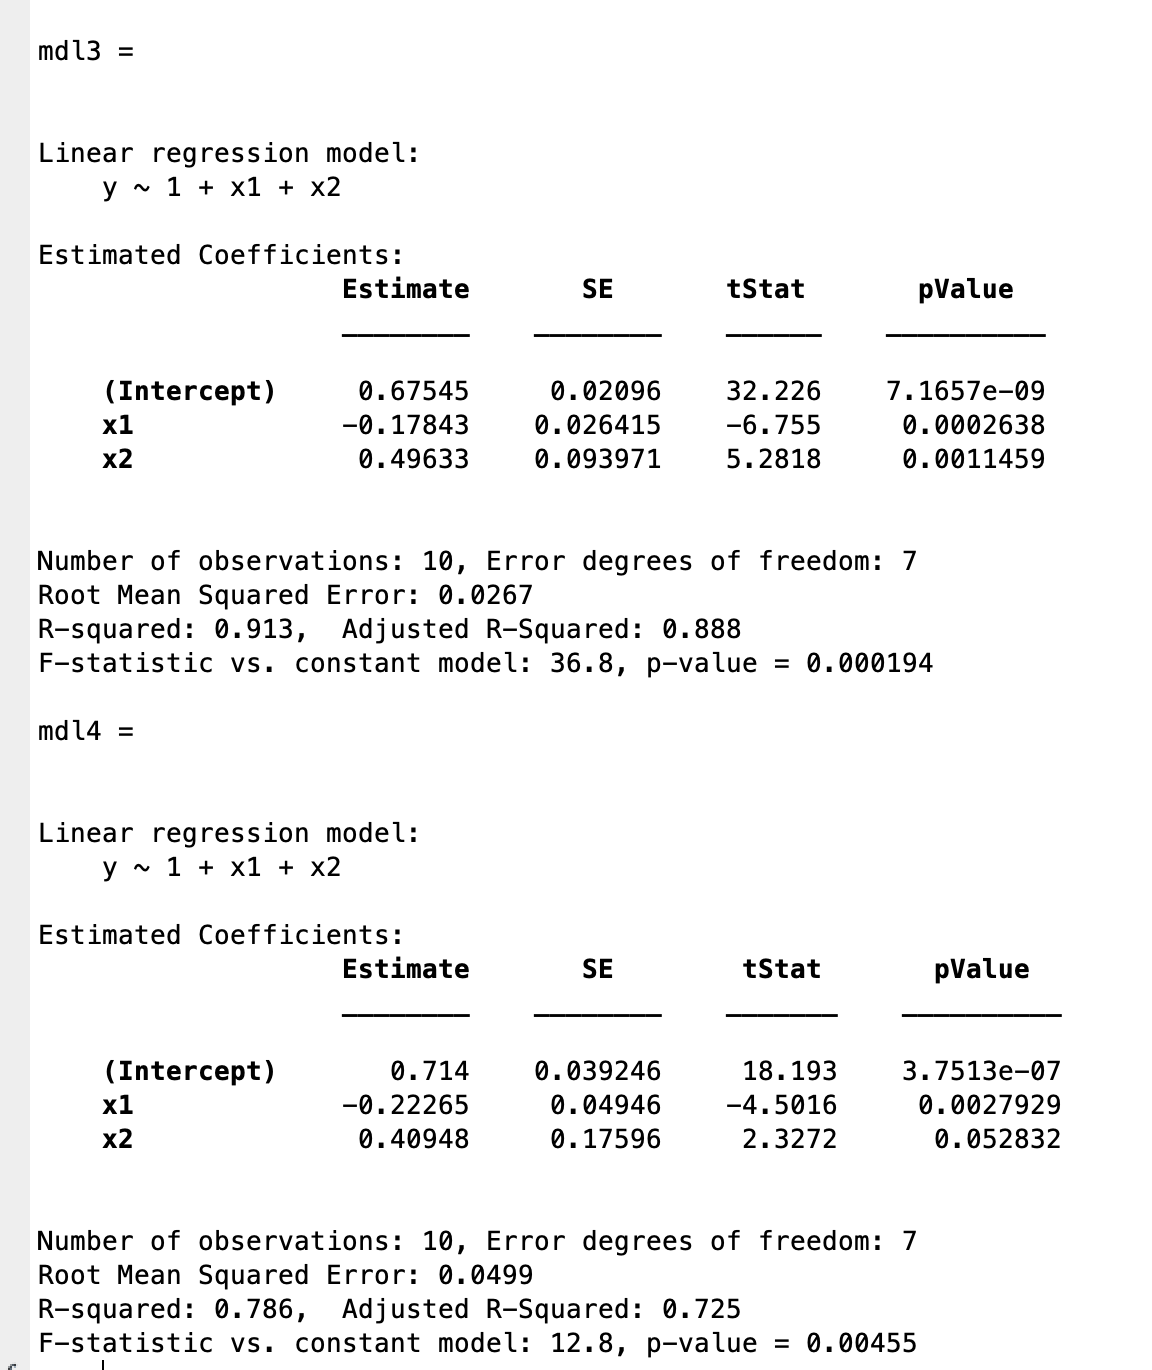 mdl3 =
Linear regression model:
y ~ 1 + x1 + x2
Estimated Coefficients:
Estimate SE tStat pValue
(Intercept) 0.67545 0.02096 32.226 7.1657e-09
x1 -0.17843 0.026415 -6.755 0.0002638
x2 0.49633 0.093971 5.2818 0.0011459
Number of observations: 10, Error degrees of freedom: 7
Root Mean Squared Error: 0.0267
R-squared: 0.913, Adjusted R-Squared: 0.888
F-statistic vs. constant model: 36.8, p-value = 0.000194
mdl4 =
Linear regression model:
y ~ 1 + x1 + x2
Estimated Coefficients:
Estimate SE tStat pValue
(Intercept) 0.714 0.039246 18.193 3.7513e-07
x1 -0.22265 0.04946 -4.5016 0.0027929
x2 0.40948 0.17596 2.3272 0.052832
Number of observations: 10, Error degrees of freedom: 7
Root Mean Squared Error: 0.0499
R-squared: 0.786, Adjusted R-Squared: 0.725
F-statistic vs. constant model: 12.8, p-value = 0.00455